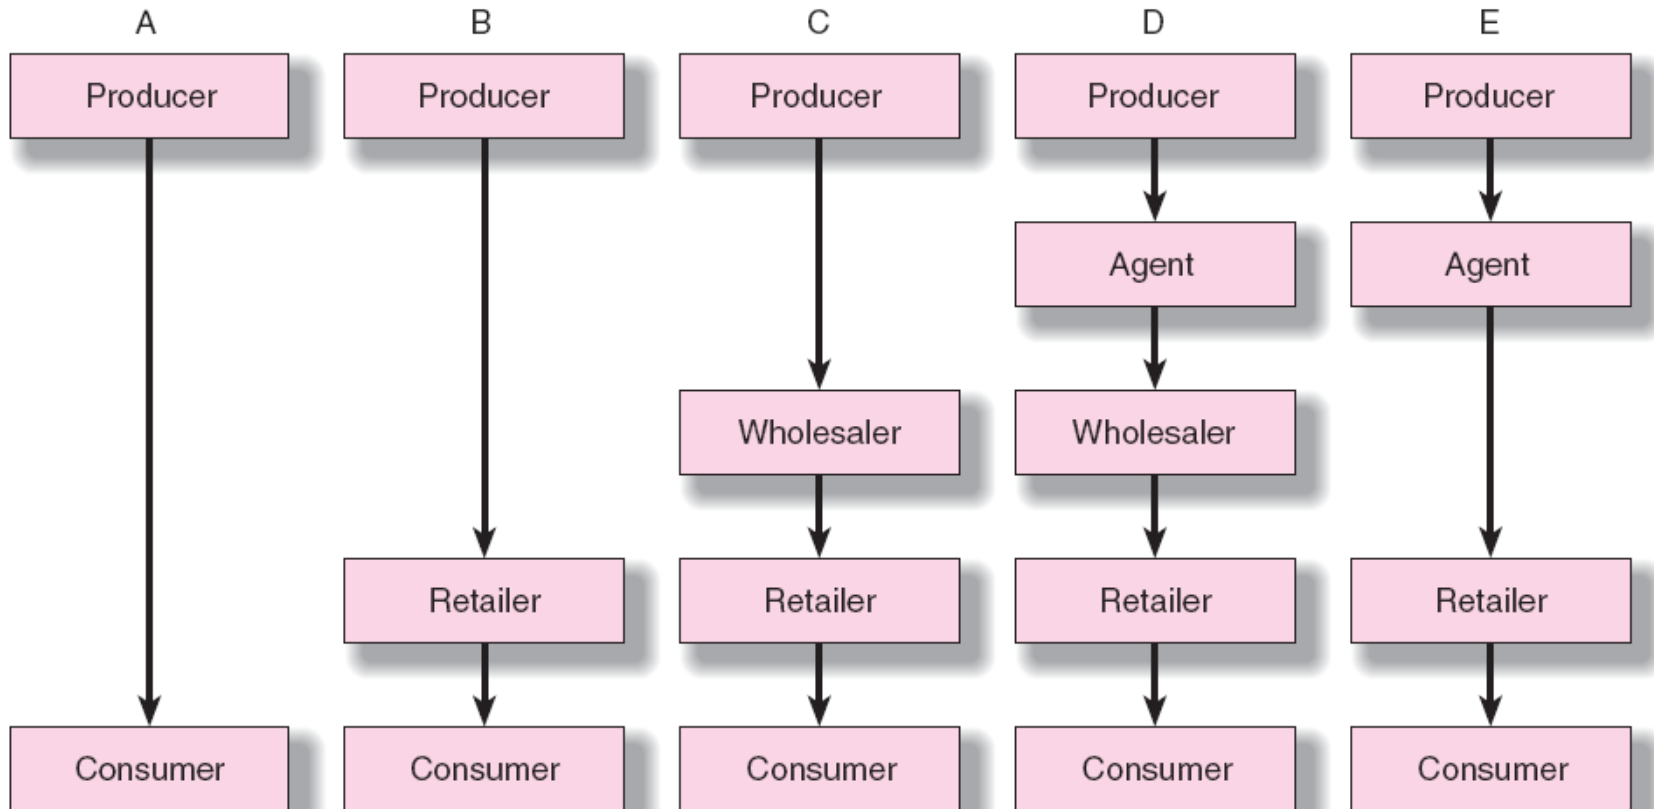 A B C D E
Producer Producer Producer Producer Producer
Agent Agent
Wholesaler Wholesaler
Retailer Retailer Retailer Retailer
Consumer Consumer Consumer Consumer Consumer